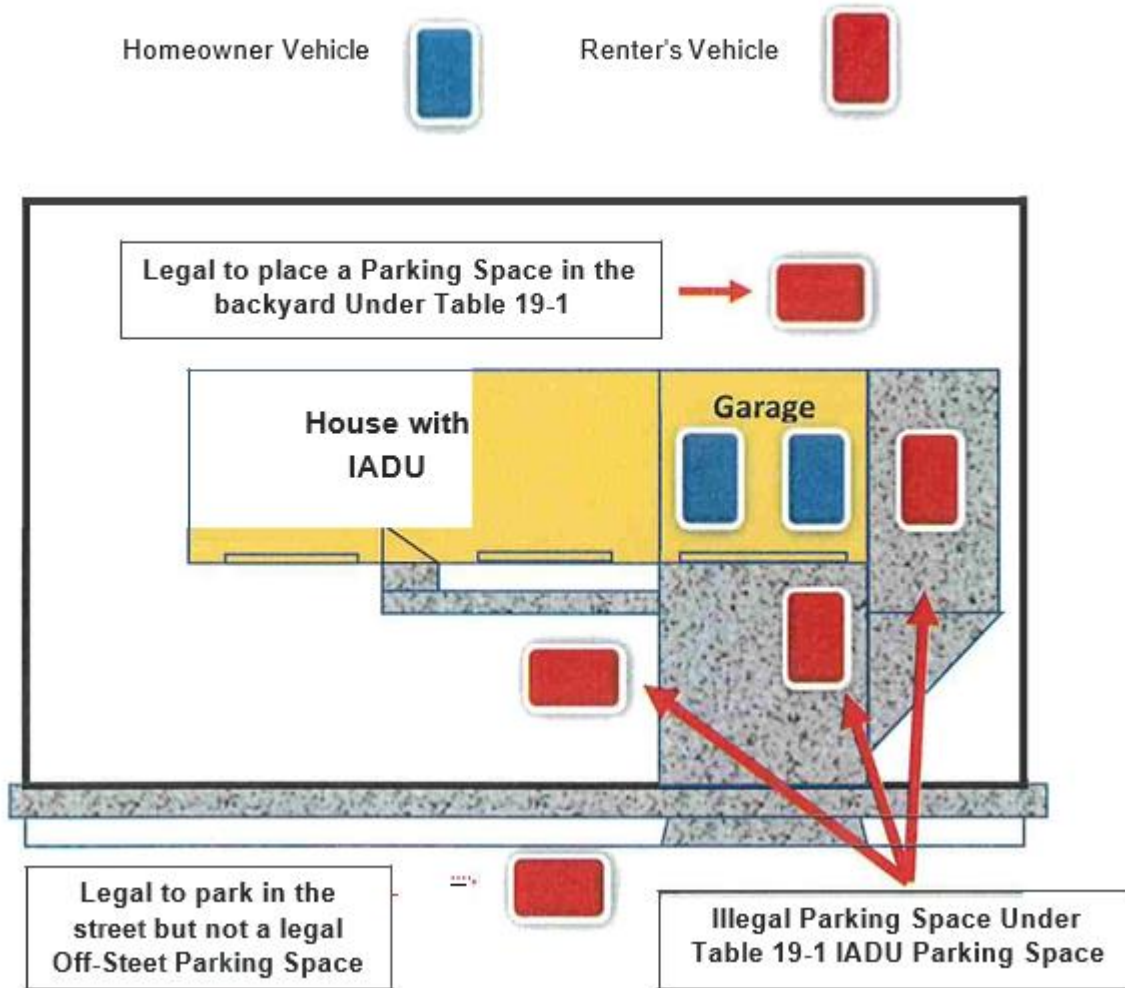 Homeowner Vehicle
Renter's Vehicle
Legal to place a Parking Space in the
backyard Under Table 19-1
House with
IADU
Garage
Legal to park in the
street but not a legal
Off-Steet Parking Space
Illegal Parking Space Under
Table 19-1 IADU Parking Space